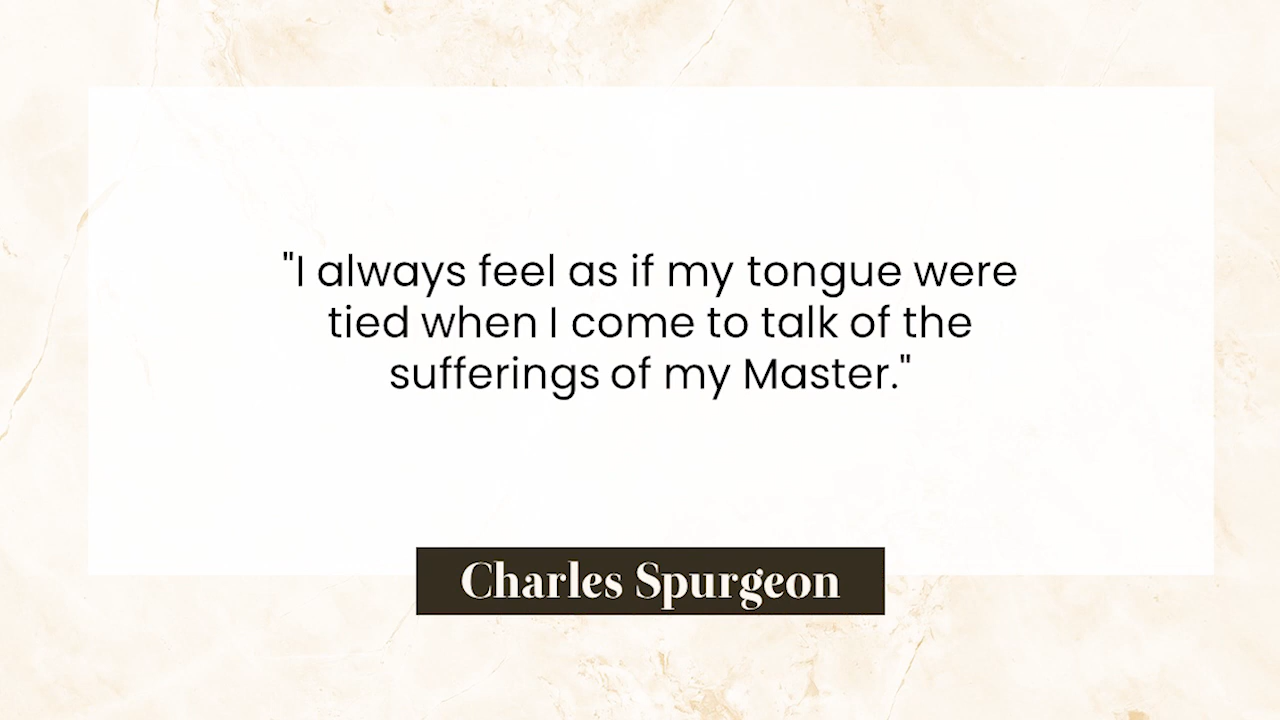 "I always feel as if my tongue were
tied when I come to talk of the
sufferings of my Master."
Charles Spurgeon